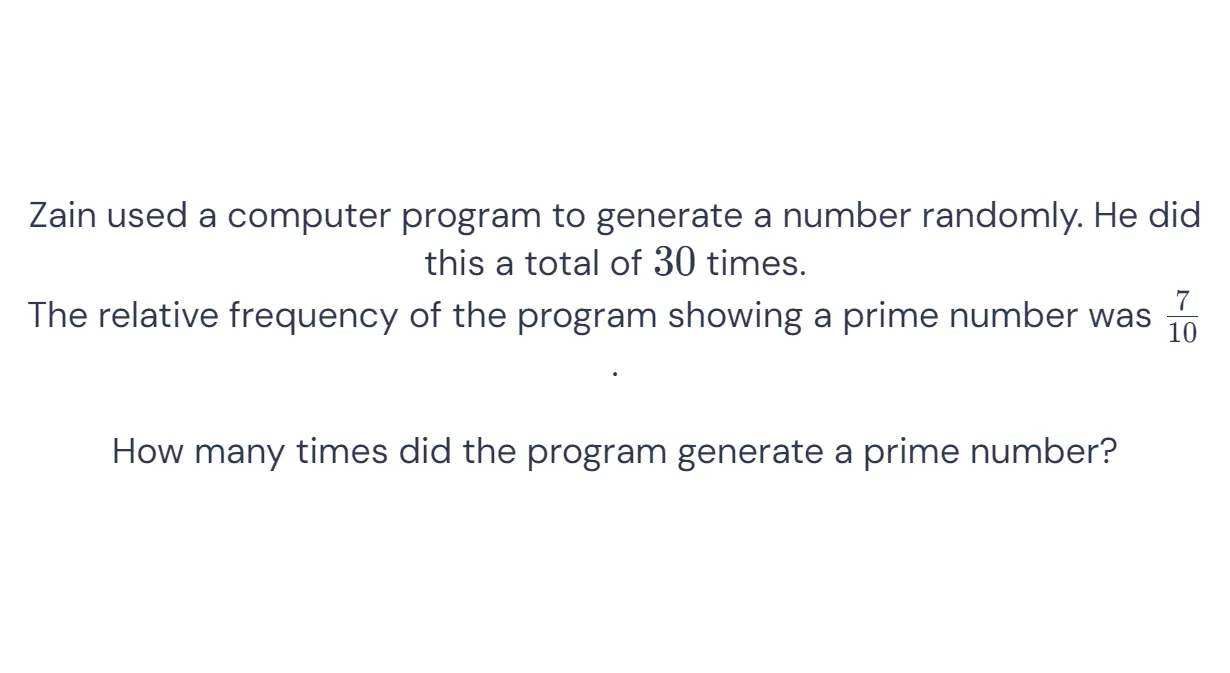 Zain used a computer program to generate a number randomly. He did
this a total of 30 times.
The relative frequency of the program showing a prime number was 7/10
.
How many times did the program generate a prime number?